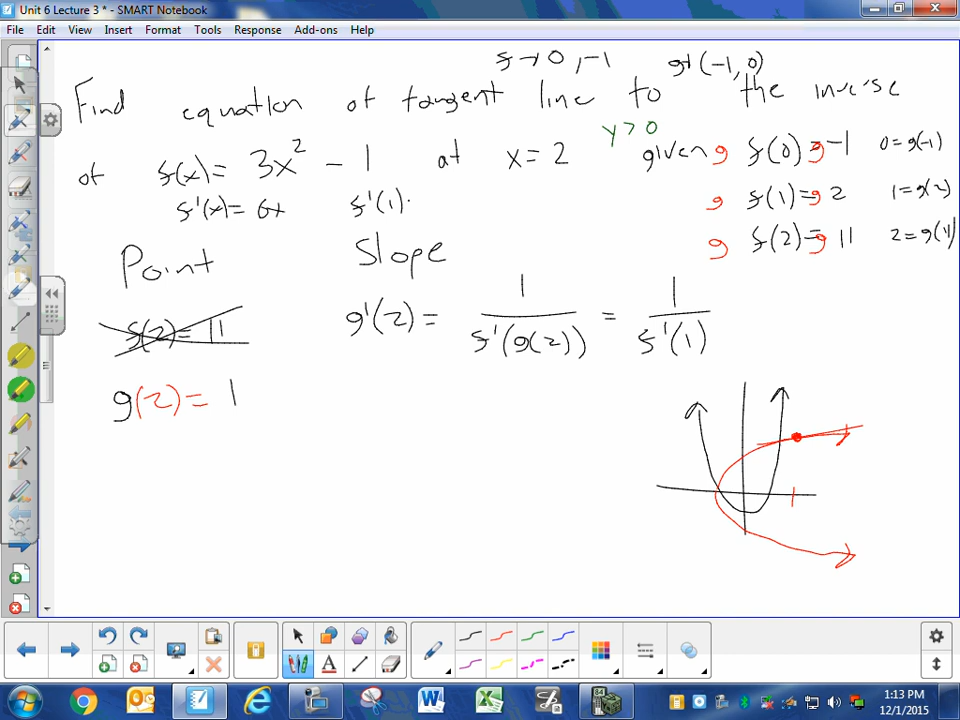 Unit 6 Lecture 3 * - SMART Notebook
File Edit View Insert Format Tools Response Add-ons Help
f → 0, -1 g → (-1, 0)
Find equation of tangent line to the inverse
y > 0
of f(x) = 3x² - 1 at x = 2 given g f(0) = g -1 0 = g(-1)
f'(x) = 6x f'(1). g f(1) = g 2 1 = g(2)
g f(2) = g 11 2 = g(11)
Point Slope
f(2) = 11 g'(2) = 1/f'(g(2)) = 1/f'(1)
g(2) = 1
A
W
X
1:13 PM
12/1/2015